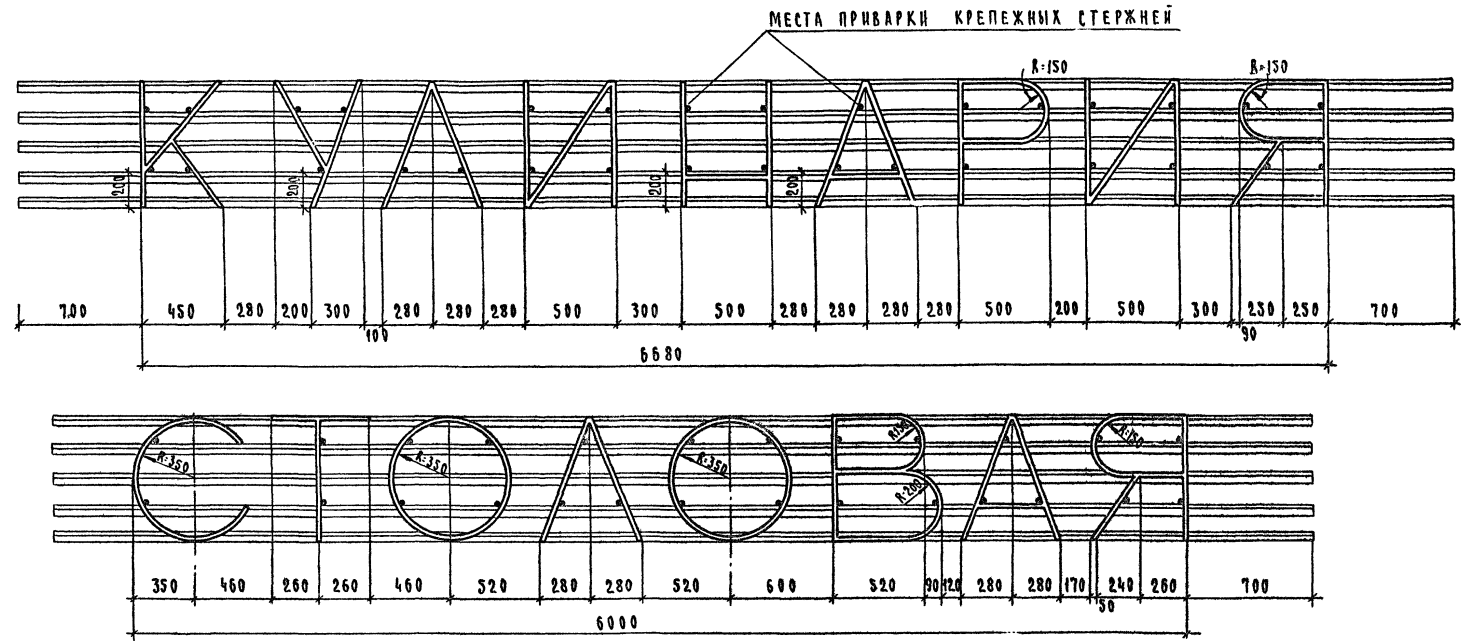 МЕСТА ПРИВАРКИ КРЕПЕЖНЫХ СТЕРЖНЕЙ
R=150 R=150
КУЛИНАРИЯ
200 200 200 200
700 450 280 200 300 100 280 280 280 500 300 500 280 280 280 280 500 200 500 300 90 230 250 700
6680
СТОЛОВАЯ
R=350 R=350 R=350 R150 R=200 R=150
350 460 260 260 460 520 280 280 520 600 520 90 120 280 280 170 50 240 260 700
6000